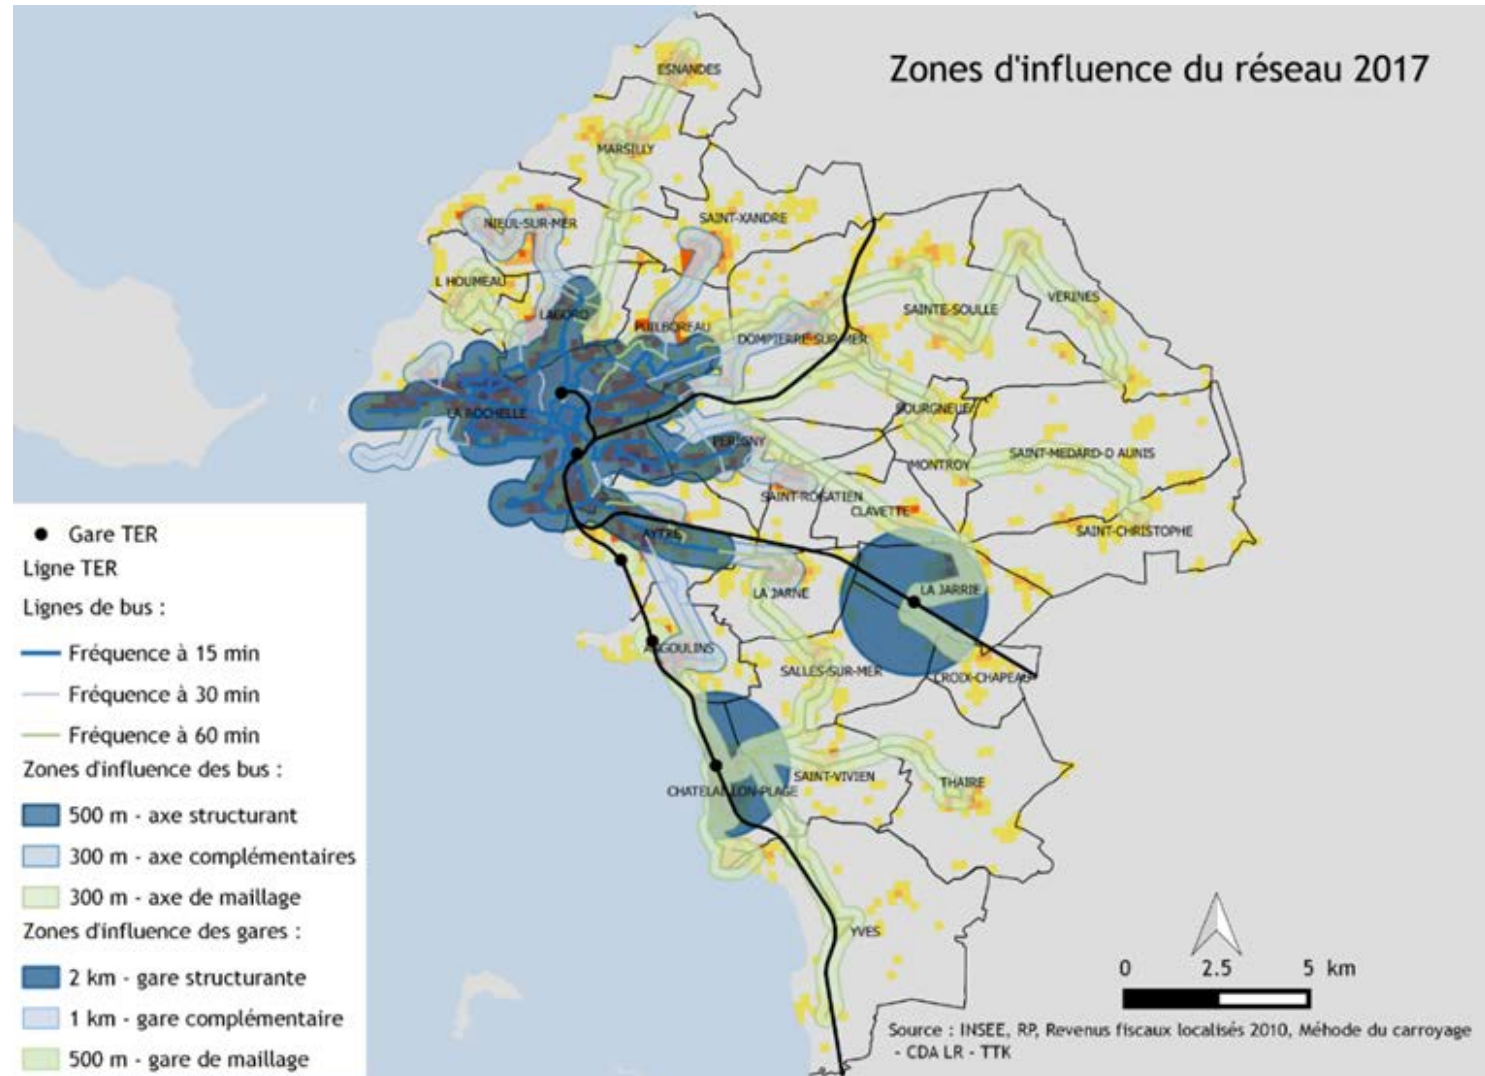 Zones d'influence du réseau 2017
ESNANDES
MARSILLY
NIEUL-SUR-MER
SAINT-XANDRE
L HOUMEAU
LAGORD
PUILBOREAU
DOMPIERRE-SUR-MER
SAINTE-SOULLE
VERINES
LA ROCHELLE
BOURGNEUF
PERIGNY
MONTROY
SAINT-MEDARD-D AUNIS
SAINT-ROGATIEN
CLAVETTE
SAINT-CHRISTOPHE
AYTRE
LA JARNE
LA JARRIE
ANGOULINS
SALLES-SUR-MER
CROIX-CHAPEAU
SAINT-VIVIEN
THAIRE
CHATELAILLON-PLAGE
YVES
Gare TER
Ligne TER
Lignes de bus :
Fréquence à 15 min
Fréquence à 30 min
Fréquence à 60 min
Zones d'influence des bus :
500 m - axe structurant
300 m - axe complémentaires
300 m - axe de maillage
Zones d'influence des gares :
2 km - gare structurante
1 km - gare complémentaire
500 m - gare de maillage
0 2.5 5 km
Source : INSEE, RP, Revenus fiscaux localisés 2010, Méhode du carroyage
- CDA LR - TTK